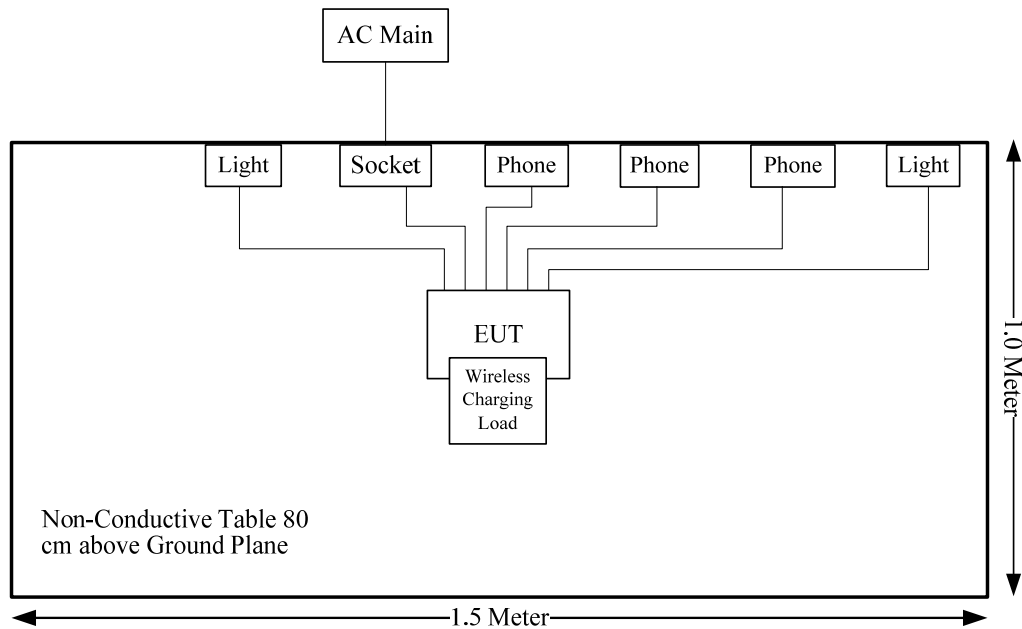 AC Main
Light
Socket
Phone
Phone
Phone
Light
EUT
Wireless
Charging
Load
1.0 Meter
Non-Conductive Table 80
cm above Ground Plane
1.5 Meter